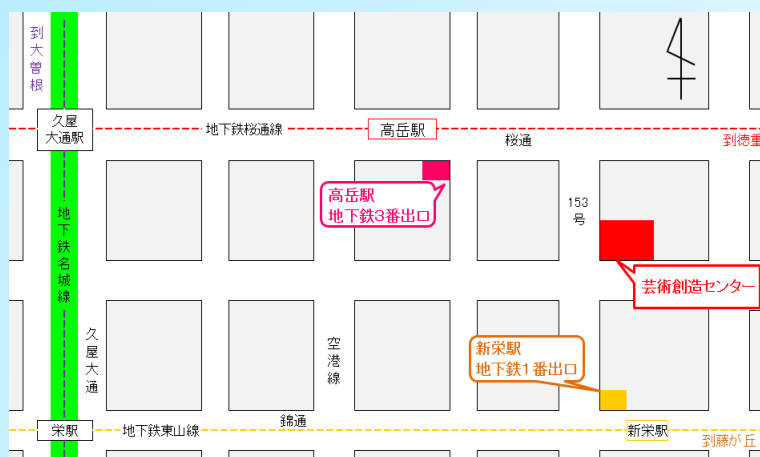 到大曽根
久屋
大通駅
地下鉄桜通線
高岳駅
桜通
到徳重
高岳駅
地下鉄3番出口
153
号
地下鉄名城線
芸術創造センター
久屋大通
空港線
新栄駅
地下鉄1番出口
錦通
栄駅
地下鉄東山線
新栄駅
到藤が丘